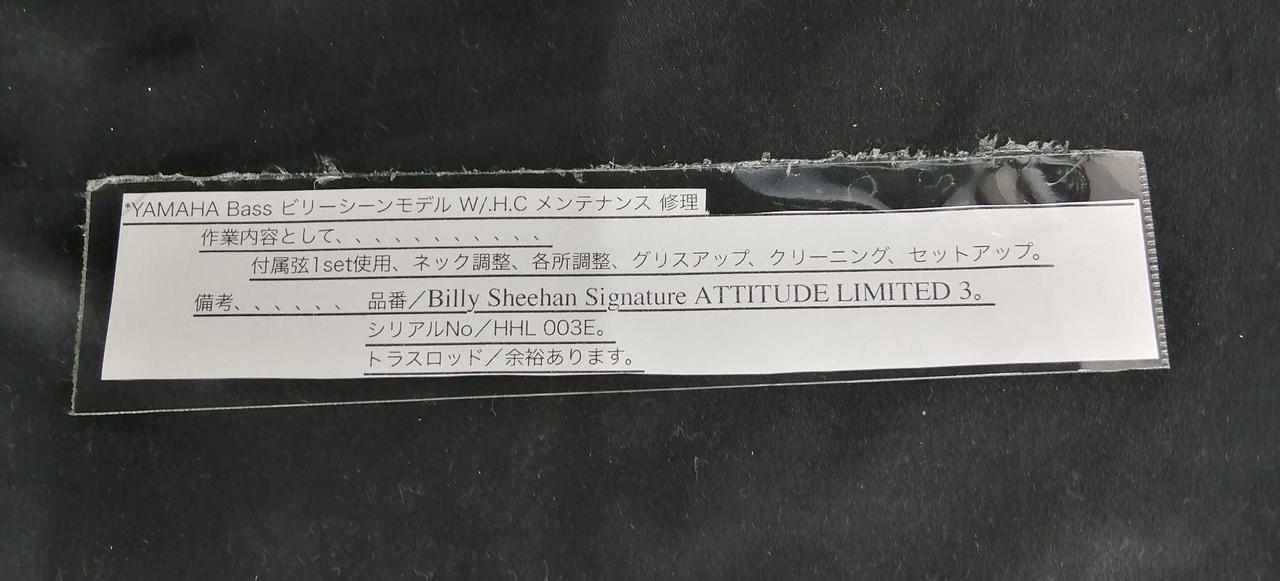 *YAMAHA Bass ビリーシーンモデル W/.H.C メンテナンス 修理
作業内容として、、、、、、、、、、、
付属弦1set使用、ネック調整、各所調整、グリスアップ、クリーニング、セットアップ。
備考、、、、、、 品番／Billy Sheehan Signature ATTITUDE LIMITED 3。
シリアルNo／HHL 003E。
トラスロッド／余裕あります。